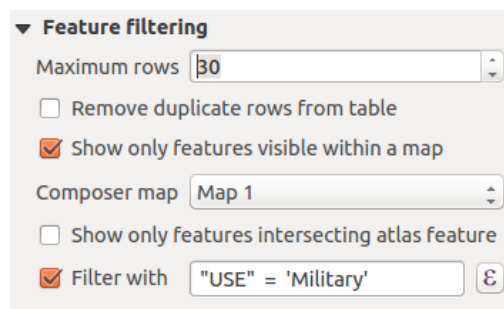 Feature filtering
Maximum rows 30
Remove duplicate rows from table
Show only features visible within a map
Composer map Map 1
Show only features intersecting atlas feature
Filter with "USE" = 'Military' ε